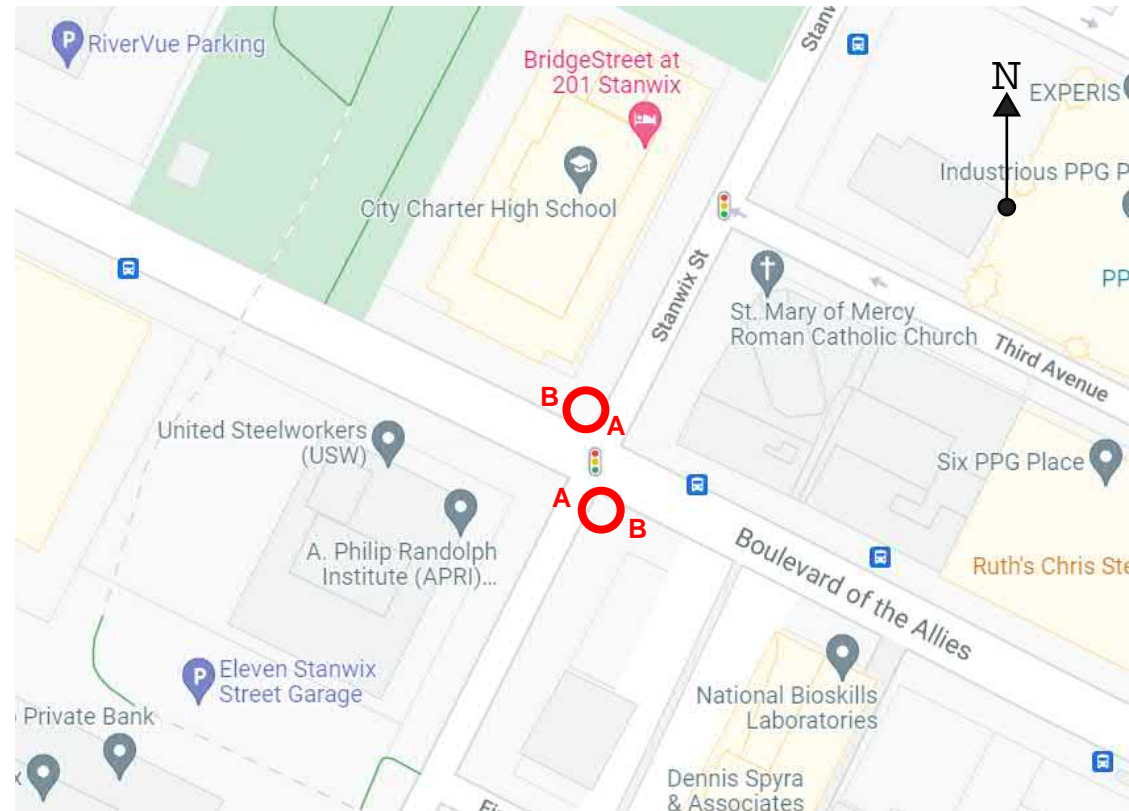 Stanw
RiverVue Parking
BridgeStreet at
201 Stanwix
N
EXPERIS
Industrious PPG P
City Charter High School
PP
Stanwix St
St. Mary of Mercy
Roman Catholic Church
Third Avenue
B
A
United Steelworkers
(USW)
Six PPG Place
A
B
A. Philip Randolph
Institute (APRI)...
Boulevard of the Allies
Ruth's Chris Ste
Eleven Stanwix
Street Garage
National Bioskills
Laboratories
Private Bank
Dennis Spyra
& Associates